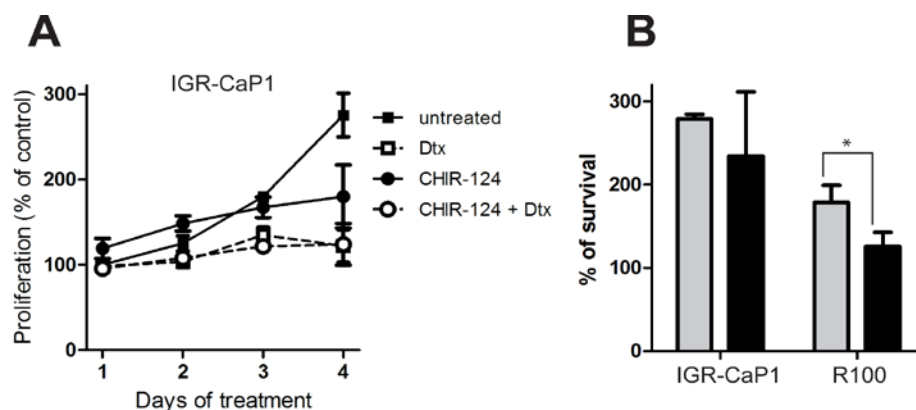 A
IGR-CaP1
Proliferation (% of control)
300
200
100
0
1 2 3 4
Days of treatment
untreated
Dtx
CHIR-124
CHIR-124 + Dtx
B
% of survival
300
200
100
0
*
IGR-CaP1 R100